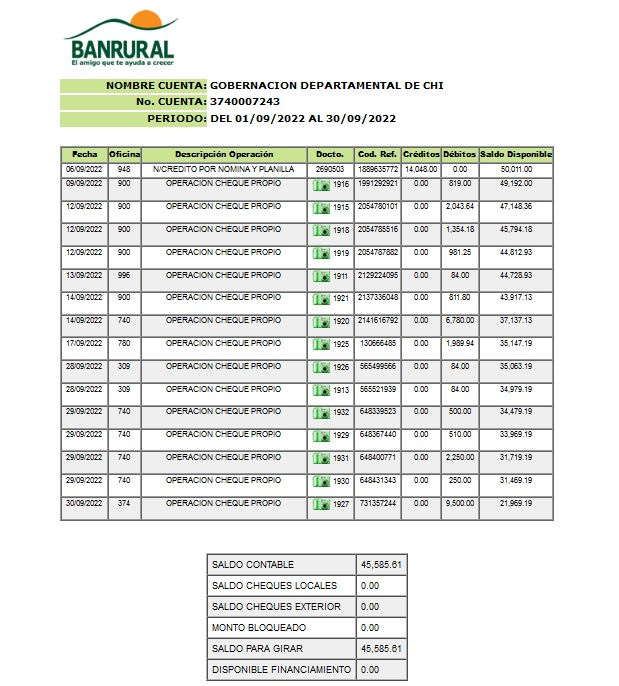 BANRURAL
El amigo que te ayuda a crecer
NOMBRE CUENTA: GOBERNACION DEPARTAMENTAL DE CHI
No. CUENTA: 3740007243
PERIODO: DEL 01/09/2022 AL 30/09/2022
Fecha Oficina Descripción Operación Docto. Cod. Ref. Créditos Débitos Saldo Disponible
06/09/2022 948 N/CREDITO POR NOMINA Y PLANILLA 2690503 1889635772 14,048.00 0.00 50,011.00
09/09/2022 900 OPERACION CHEQUE PROPIO 1916 1991292921 0.00 819.00 49,192.00
12/09/2022 900 OPERACION CHEQUE PROPIO 1915 2054780101 0.00 2,043.64 47,148.36
12/09/2022 900 OPERACION CHEQUE PROPIO 1918 2054785516 0.00 1,354.18 45,794.18
12/09/2022 900 OPERACION CHEQUE PROPIO 1919 2054787882 0.00 981.25 44,812.93
13/09/2022 996 OPERACION CHEQUE PROPIO 1911 2129224095 0.00 84.00 44,728.93
14/09/2022 900 OPERACION CHEQUE PROPIO 1921 2137336048 0.00 811.80 43,917.13
14/09/2022 740 OPERACION CHEQUE PROPIO 1920 2141616792 0.00 6,780.00 37,137.13
17/09/2022 780 OPERACION CHEQUE PROPIO 1925 130666485 0.00 1,989.94 35,147.19
28/09/2022 309 OPERACION CHEQUE PROPIO 1926 565499566 0.00 84.00 35,063.19
28/09/2022 309 OPERACION CHEQUE PROPIO 1913 565521939 0.00 84.00 34,979.19
29/09/2022 740 OPERACION CHEQUE PROPIO 1932 648339523 0.00 500.00 34,479.19
29/09/2022 740 OPERACION CHEQUE PROPIO 1929 648367440 0.00 510.00 33,969.19
29/09/2022 740 OPERACION CHEQUE PROPIO 1931 648400771 0.00 2,250.00 31,719.19
29/09/2022 740 OPERACION CHEQUE PROPIO 1930 648431343 0.00 250.00 31,469.19
30/09/2022 374 OPERACION CHEQUE PROPIO 1927 731357244 0.00 9,500.00 21,969.19
SALDO CONTABLE 45,585.61
SALDO CHEQUES LOCALES 0.00
SALDO CHEQUES EXTERIOR 0.00
MONTO BLOQUEADO 0.00
SALDO PARA GIRAR 45,585.61
DISPONIBLE FINANCIAMIENTO 0.00